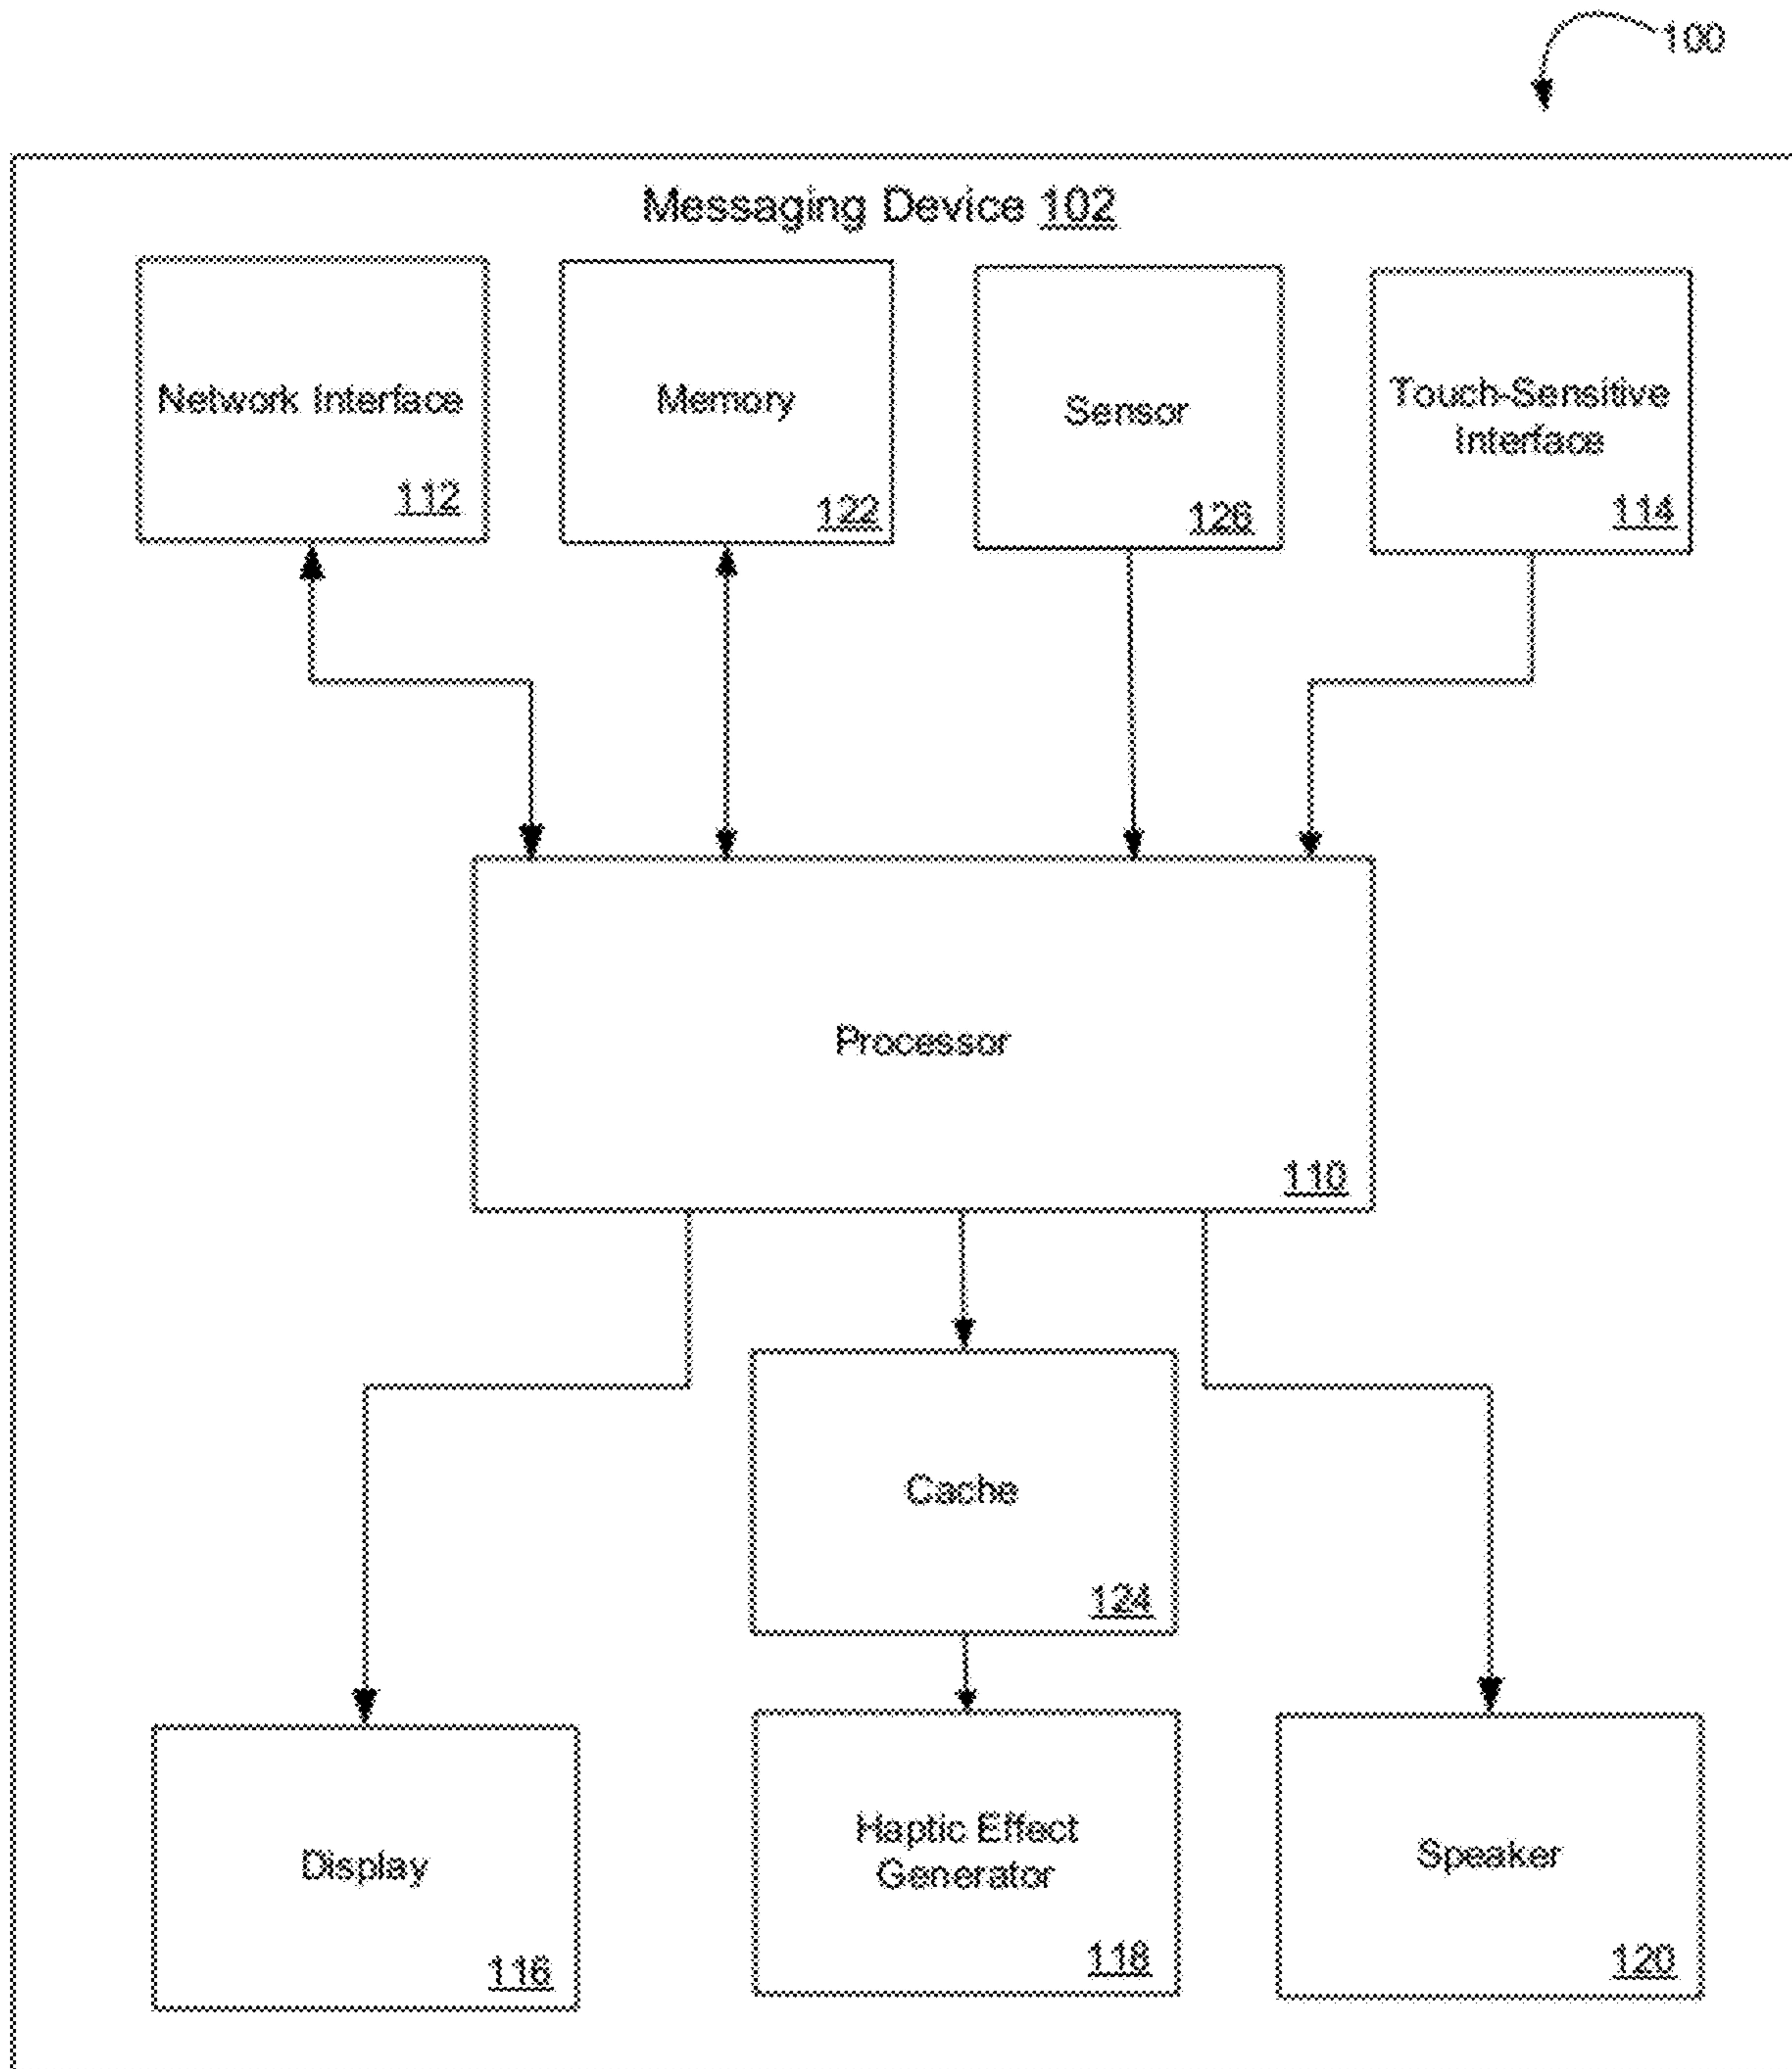 100
Messaging Device 102
Network Interface
112
Memory
122
Sensor
126
Touch-Sensitive
Interface
114
Processor
110
Cache
124
Display
116
Haptic Effect
Generator
118
Speaker
120